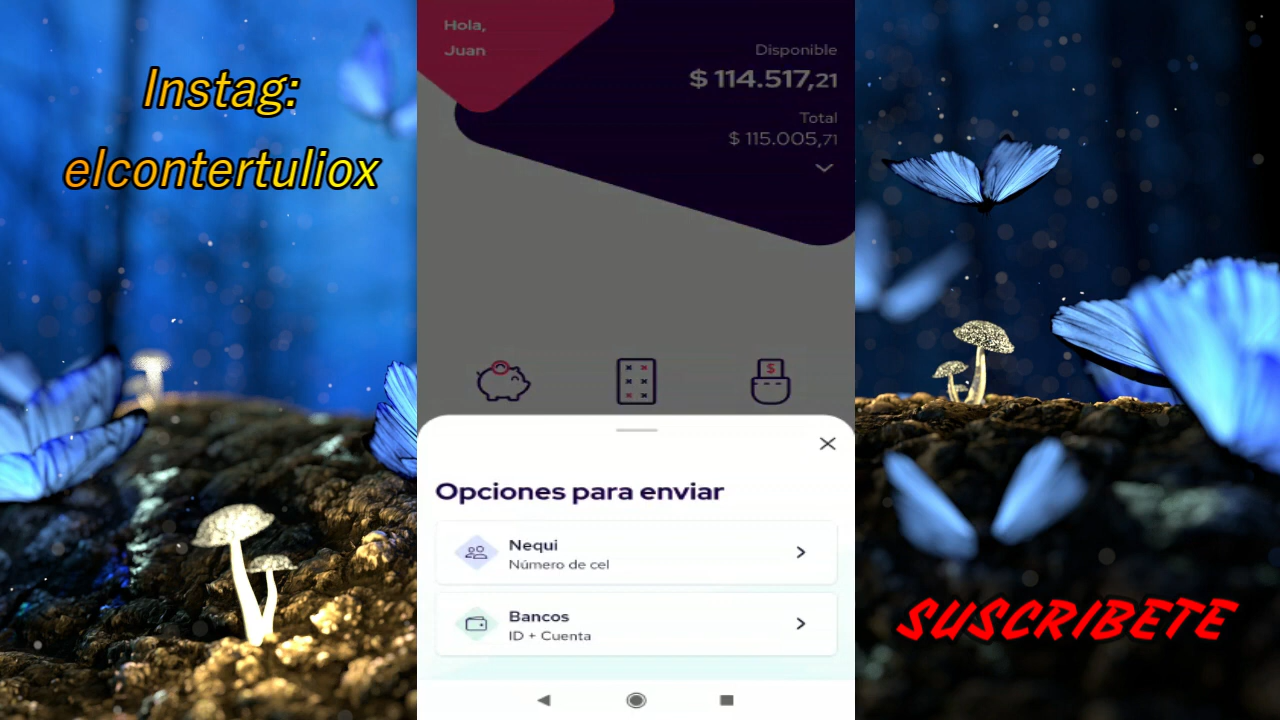 Instag:
elcontertuliox
Hola,
Juan
Disponible
$ 114.517,21
Total
$ 115.005,71
$
Opciones para enviar
Nequi
Número de cel
Bancos
ID + Cuenta
SUSCRIBETE